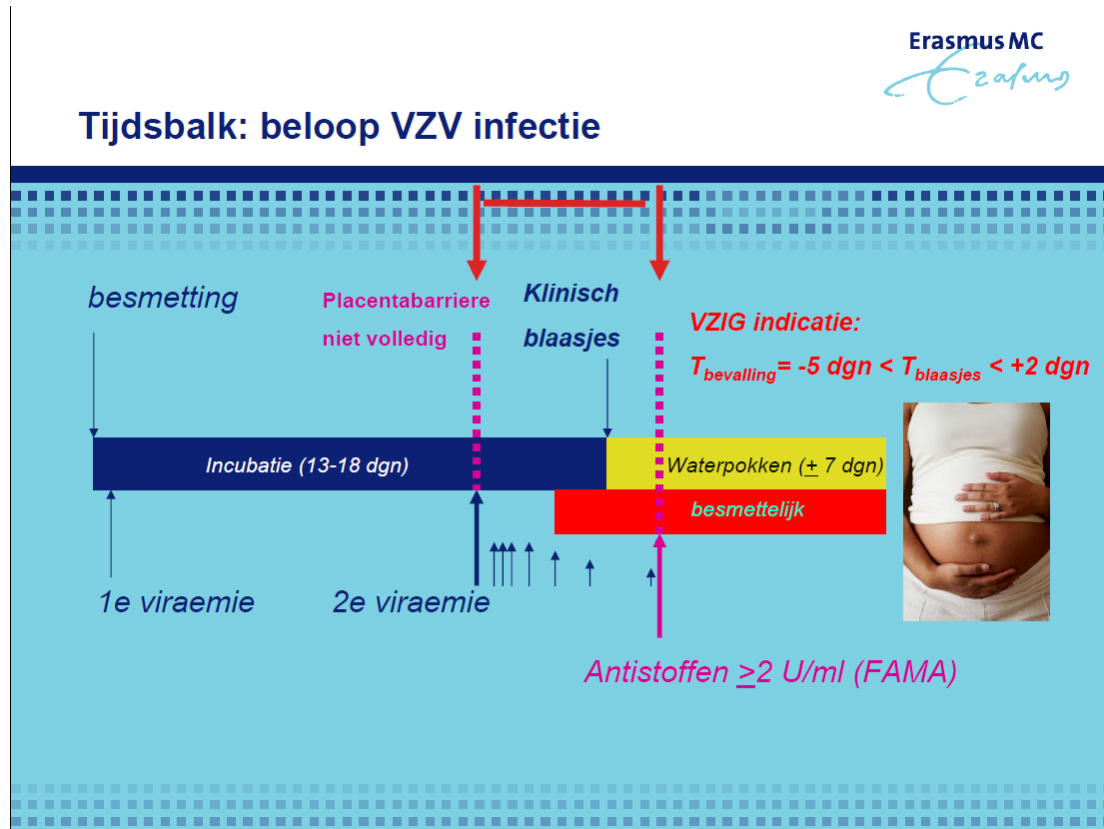 Erasmus MC
Erasmus
Tijdsbalk: beloop VZV infectie
besmetting
Placentabarriere
niet volledig
Klinisch
blaasjes
VZIG indicatie:
Tbevalling= -5 dgn < Tblaasjes < +2 dgn
Incubatie (13-18 dgn)
Waterpokken (+ 7 dgn)
besmettelijk
1e viraemie
2e viraemie
Antistoffen >2 U/ml (FAMA)